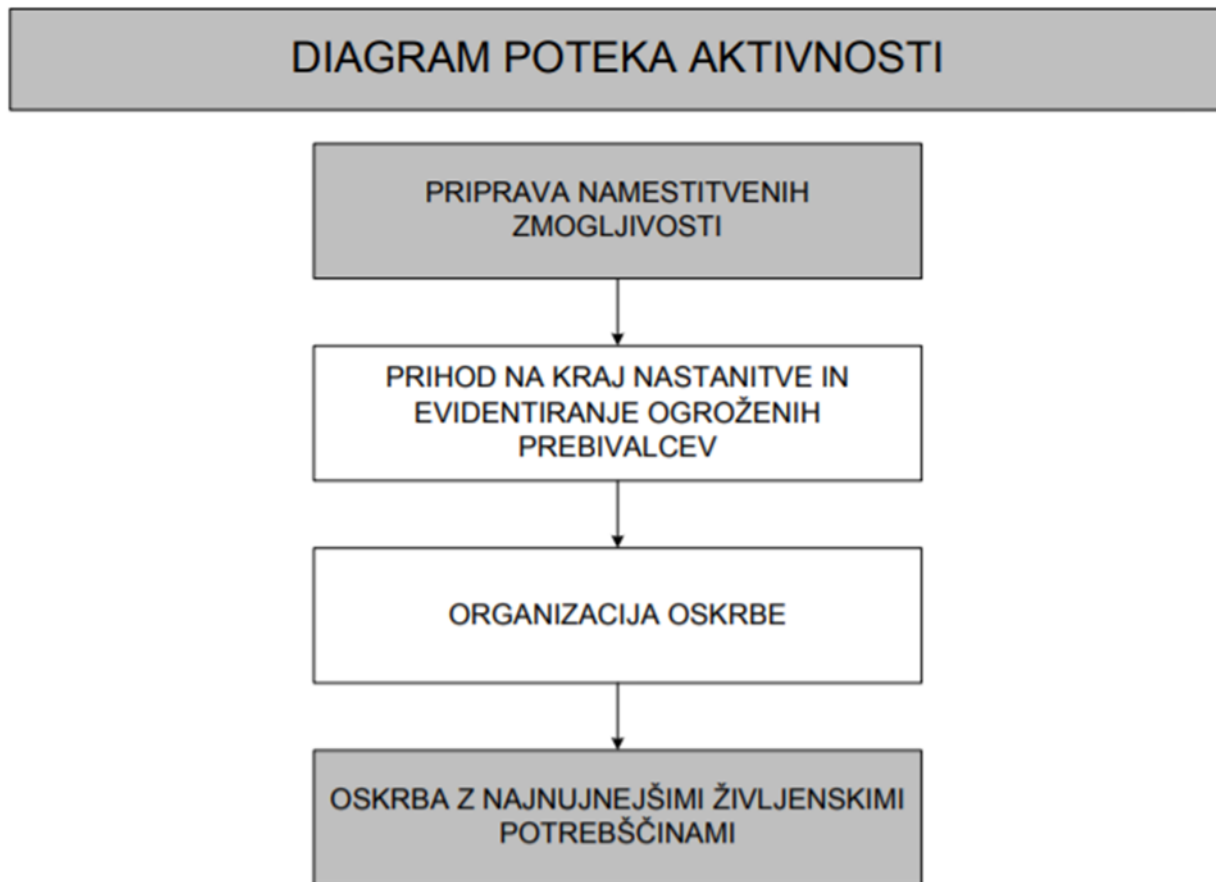 DIAGRAM POTEKA AKTIVNOSTI
PRIPRAVA NAMESTITVENIH
ZMOGLJIVOSTI
PRIHOD NA KRAJ NASTANITVE IN
EVIDENTIRANJE OGROŽENIH
PREBIVALCEV
ORGANIZACIJA OSKRBE
OSKRBA Z NAJNUJNEJŠIMI ŽIVLJENSKIMI
POTREBŠČINAMI